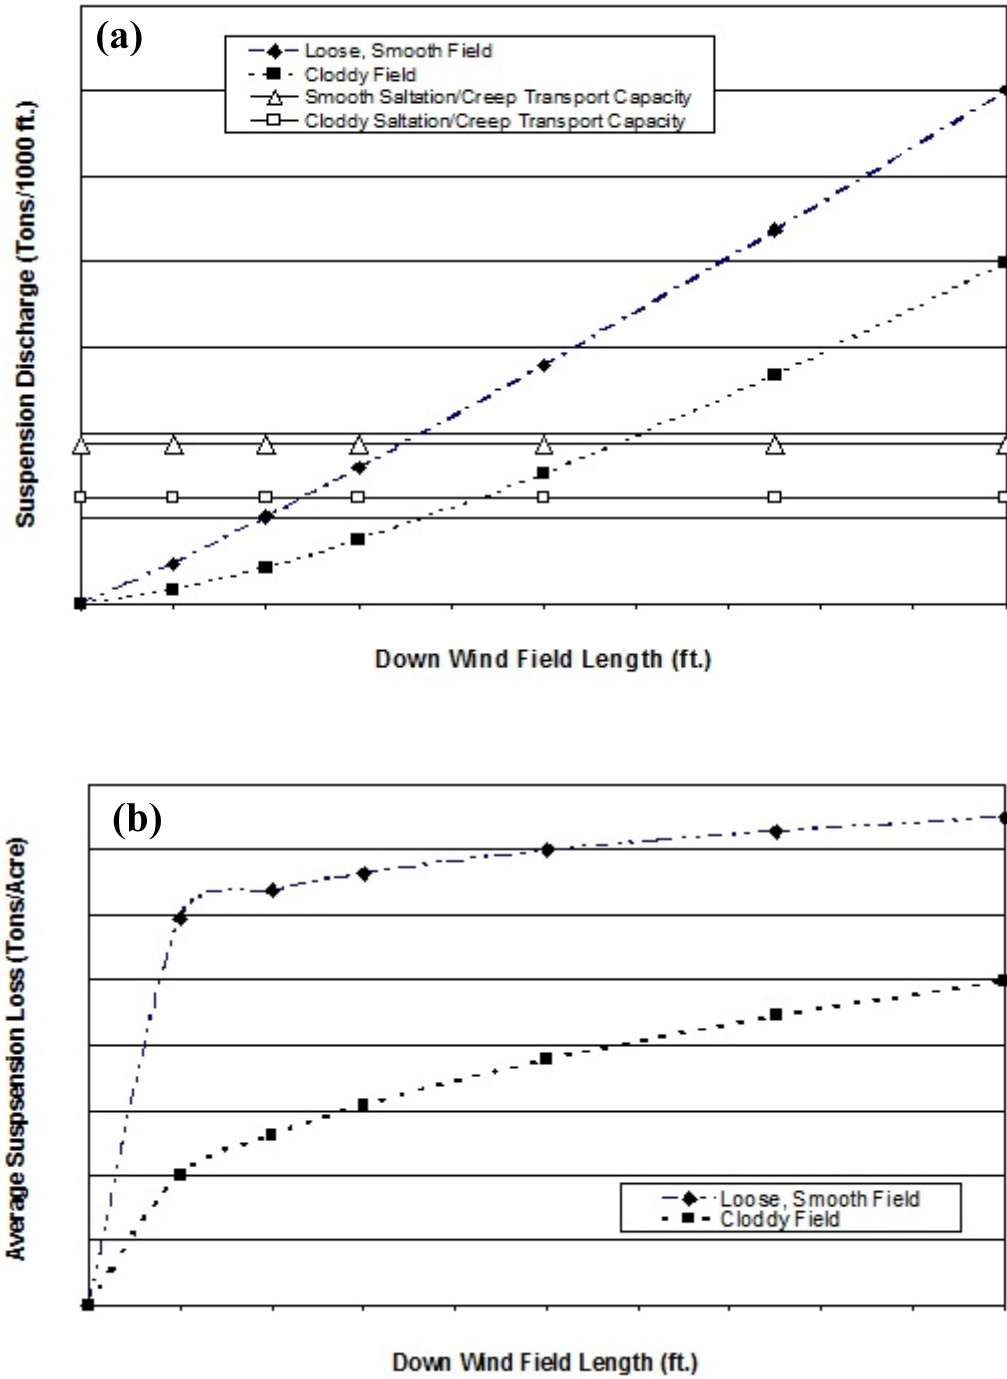 (a)
Loose, Smooth Field
Cloddy Field
Smooth Saltation/Creep Transport Capacity
Cloddy Saltation/Creep Transport Capacity
Suspension Discharge (Tons/1000 ft.)
Down Wind Field Length (ft.)
(b)
Average Suspsension Loss (Tons/Acre)
Loose, Smooth Field
Cloddy Field
Down Wind Field Length (ft.)